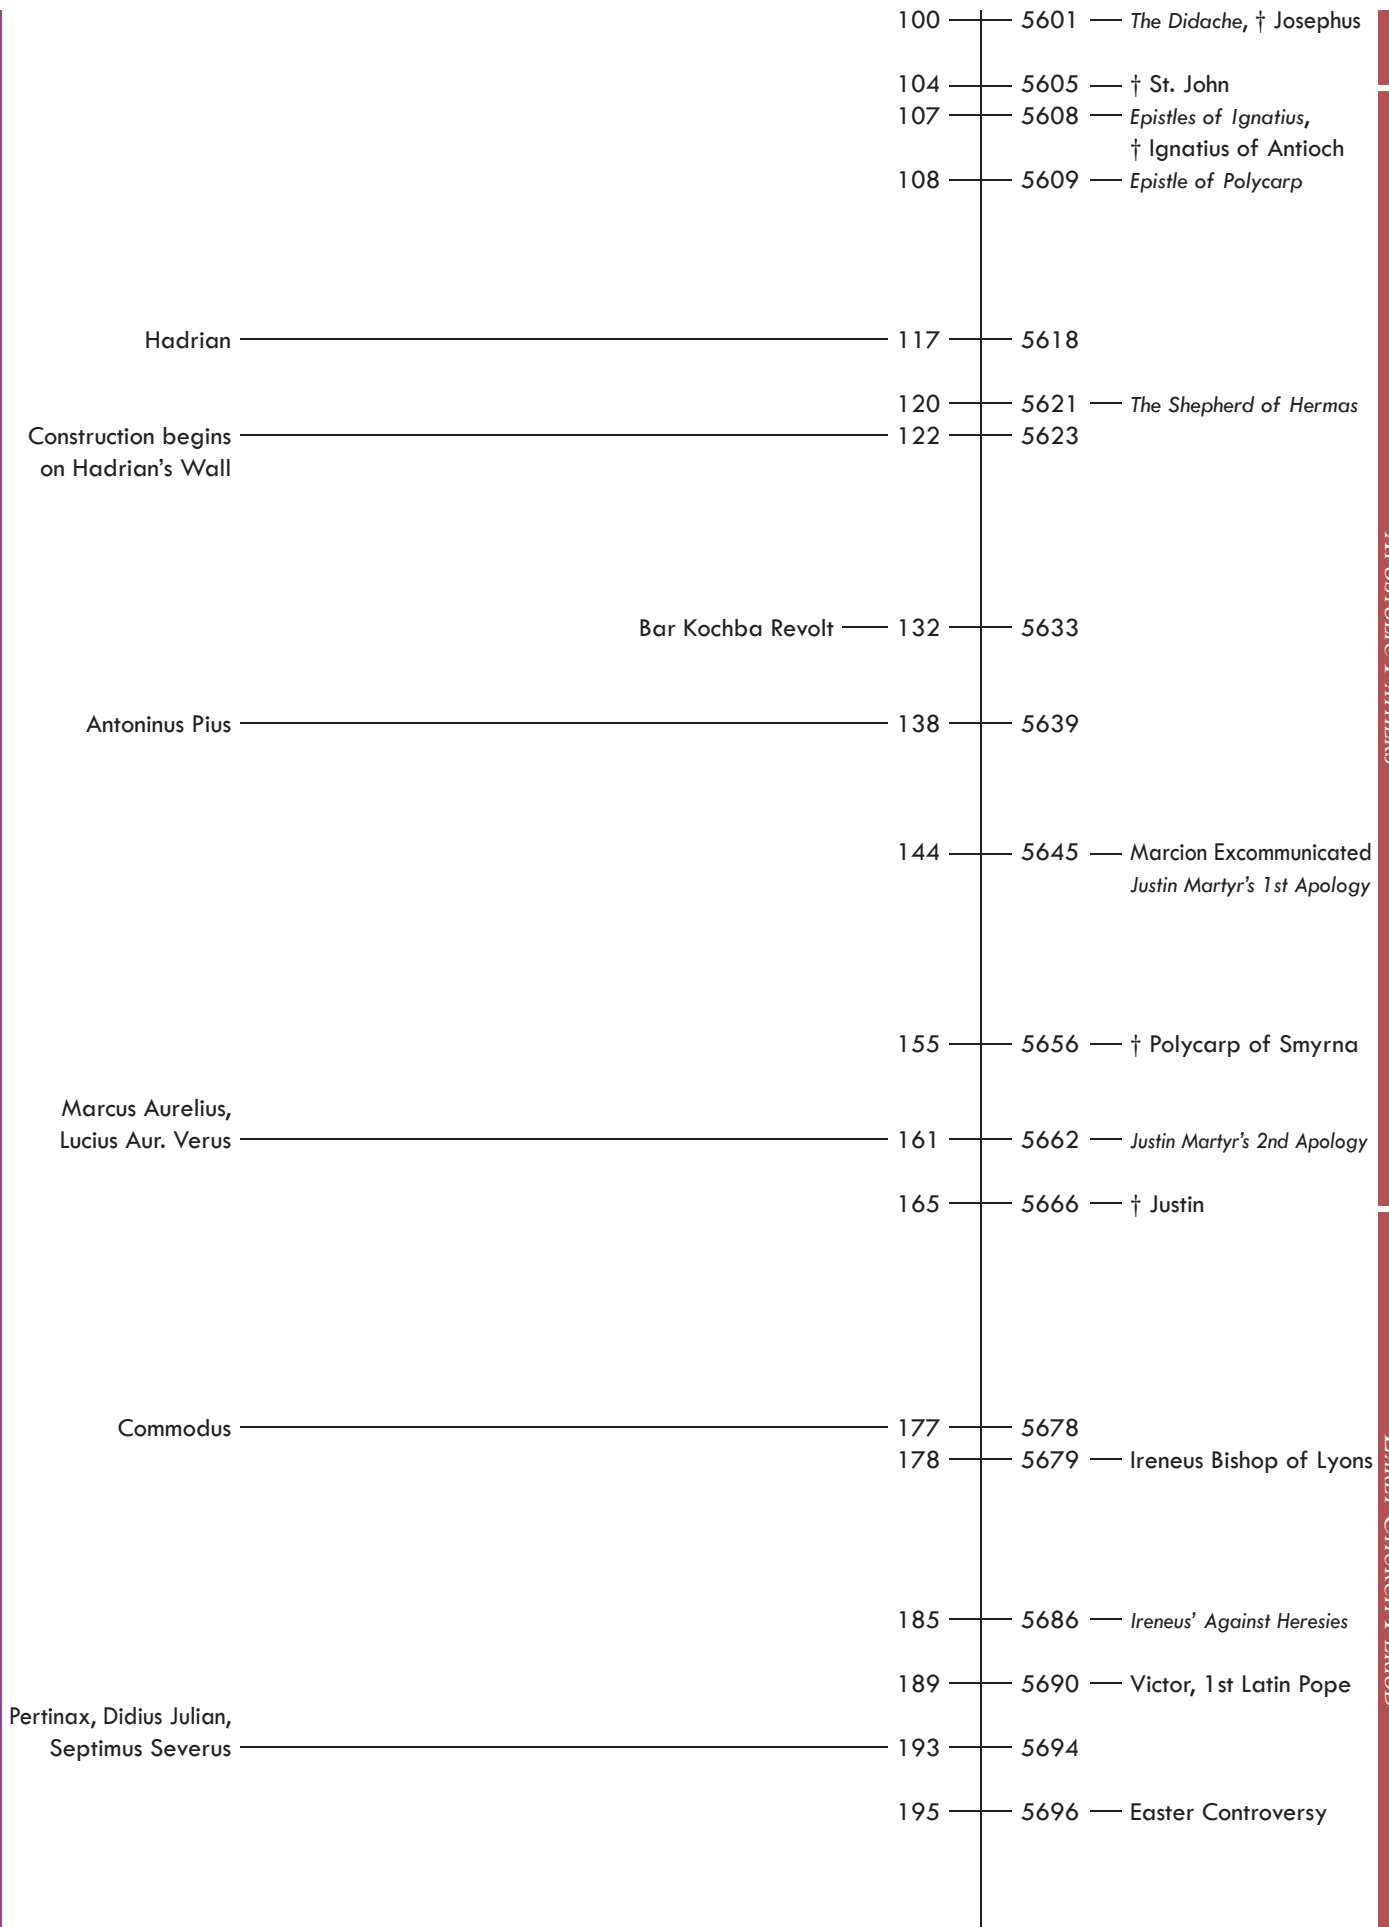 100 5601 The Didache, † Josephus
104 5605 † St. John
107 5608 Epistles of Ignatius,
† Ignatius of Antioch
108 5609 Epistle of Polycarp
Hadrian 117 5618
120 5621 The Shepherd of Hermas
Construction begins 122 5623
on Hadrian's Wall
Bar Kochba Revolt 132 5633
Antoninus Pius 138 5639
144 5645 Marcion Excommunicated
Justin Martyr's 1st Apology
155 5656 † Polycarp of Smyrna
Marcus Aurelius,
Lucius Aur. Verus 161 5662 Justin Martyr's 2nd Apology
165 5666 † Justin
Commodus 177 5678
178 5679 Ireneus Bishop of Lyons
185 5686 Ireneus' Against Heresies
189 5690 Victor, 1st Latin Pope
Pertinax, Didius Julian,
Septimus Severus 193 5694
195 5696 Easter Controversy